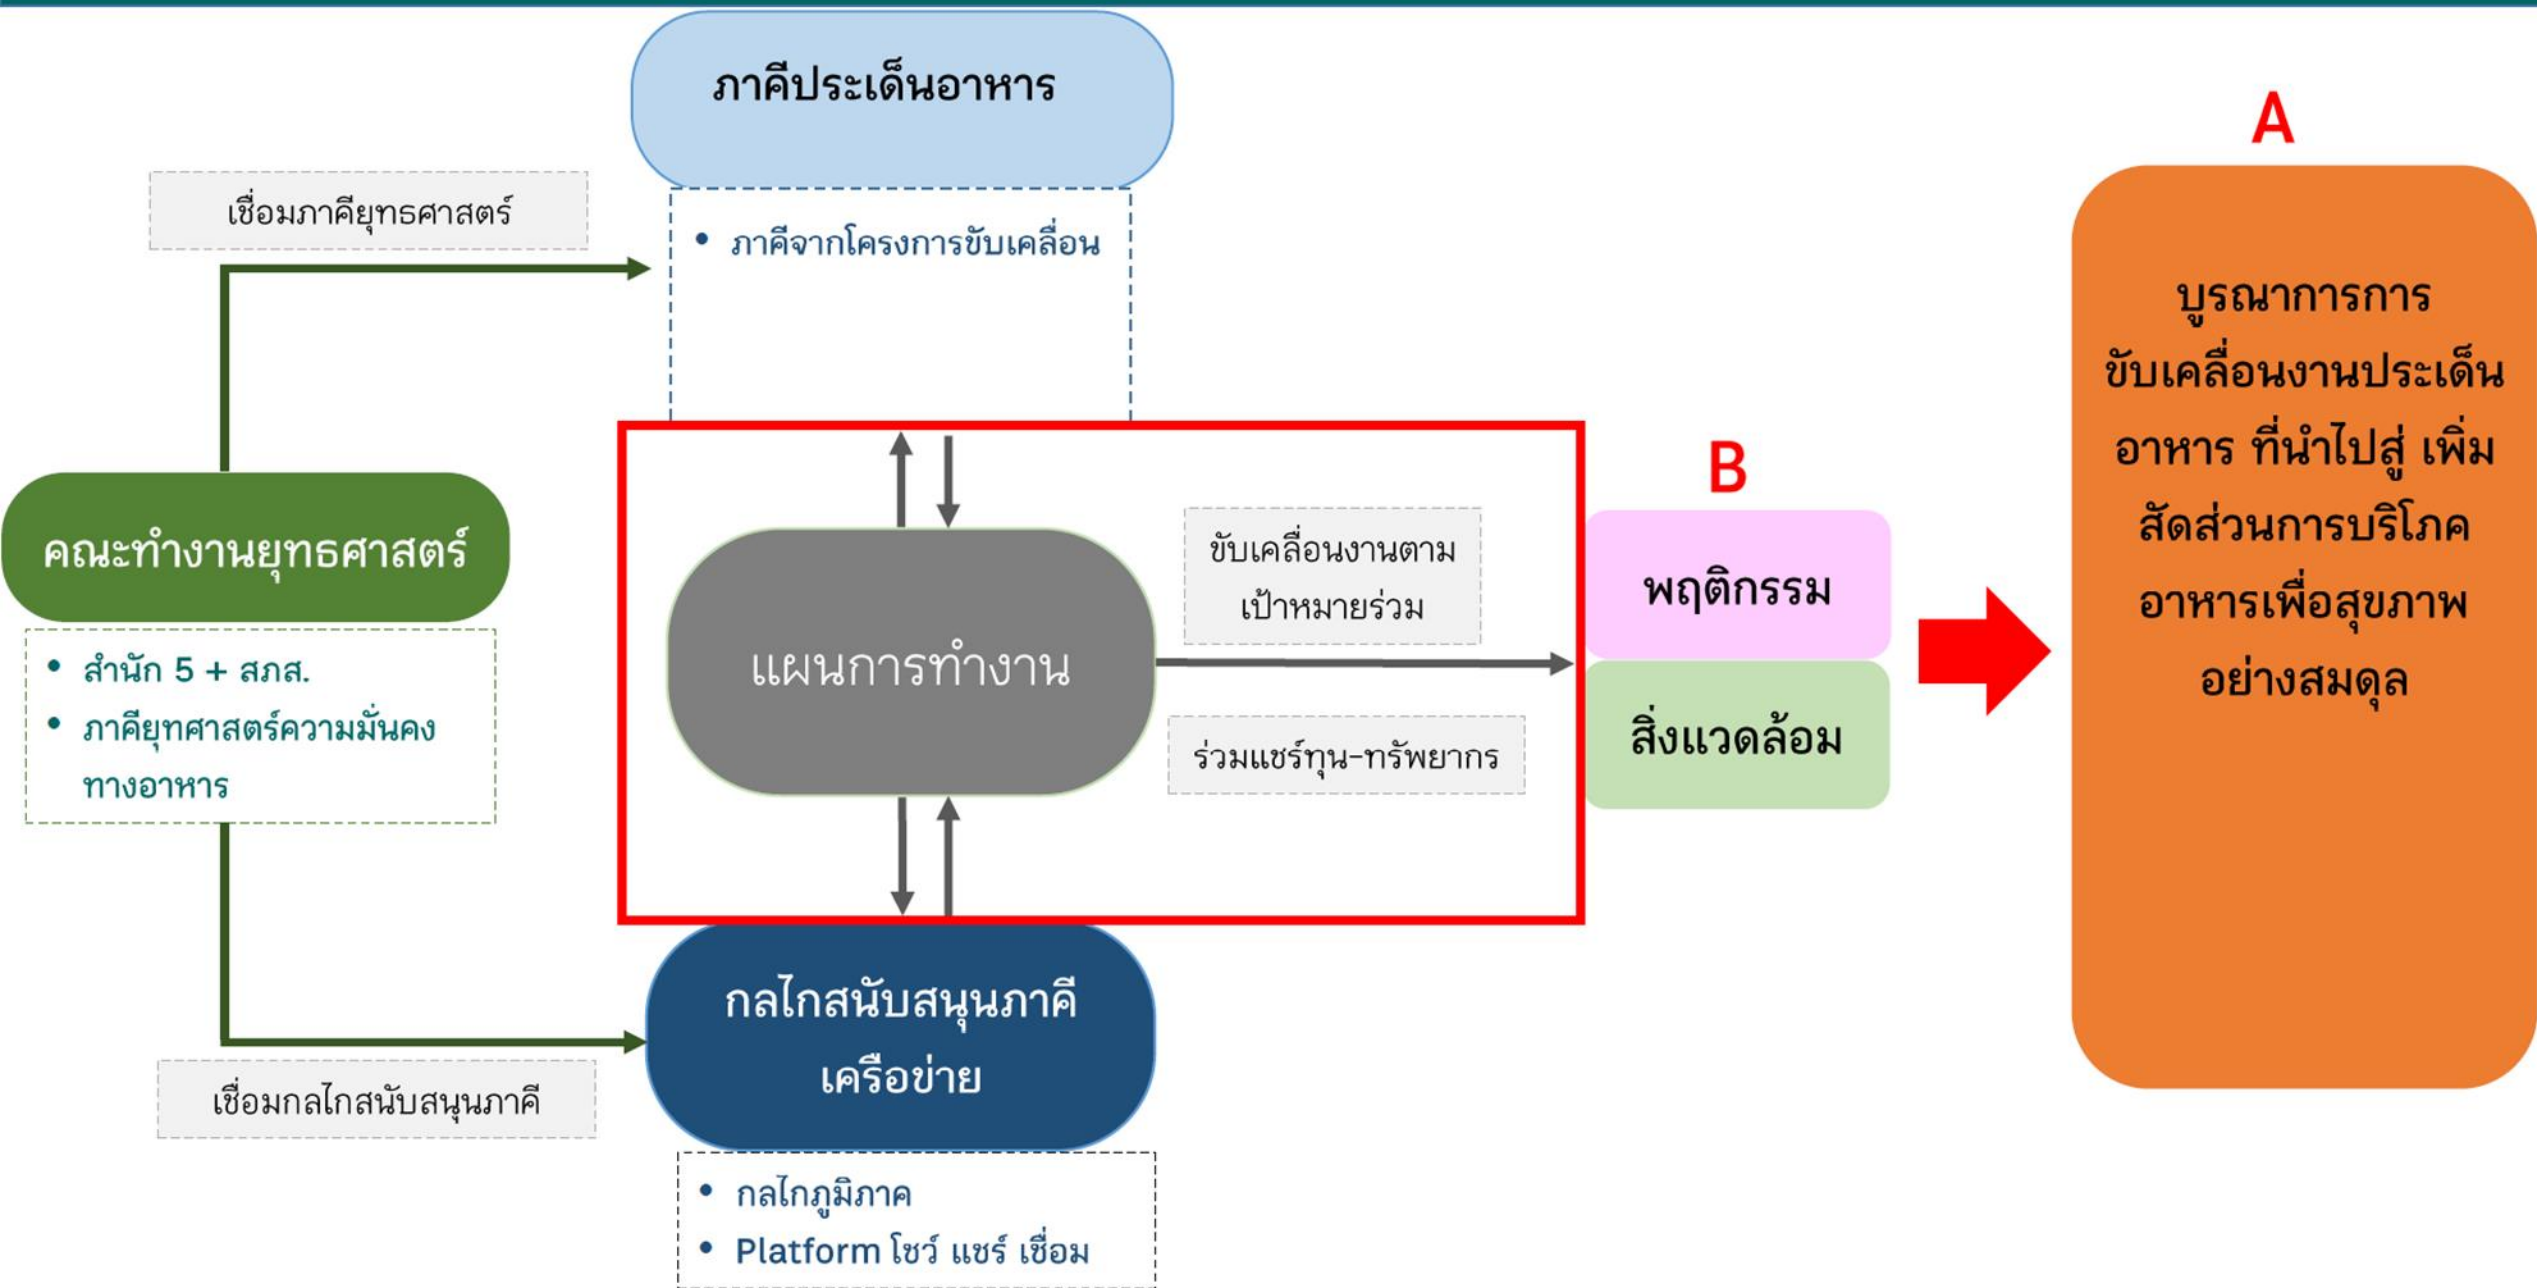 ภาคีประเด็นอาหาร
A
เชื่อมภาคียุทธศาสตร์
• ภาคีจากโครงการขับเคลื่อน
บูรณาการการ
ขับเคลื่อนงานประเด็น
อาหาร ที่นำไปสู่ เพิ่ม
สัดส่วนการบริโภค
อาหารเพื่อสุขภาพ
อย่างสมดุล
คณะทำงานยุทธศาสตร์
• สำนัก 5 + สภส.
• ภาคียุทศาสตร์ความมั่นคง
ทางอาหาร
แผนการทำงาน
ขับเคลื่อนงานตาม
เป้าหมายร่วม
ร่วมแชร์ทุน-ทรัพยากร
B
พฤติกรรม
สิ่งแวดล้อม
เชื่อมกลไกสนับสนุนภาคี
กลไกสนับสนุนภาคี
เครือข่าย
• กลไกภูมิภาค
• Platform โชว์ แชร์ เชื่อม